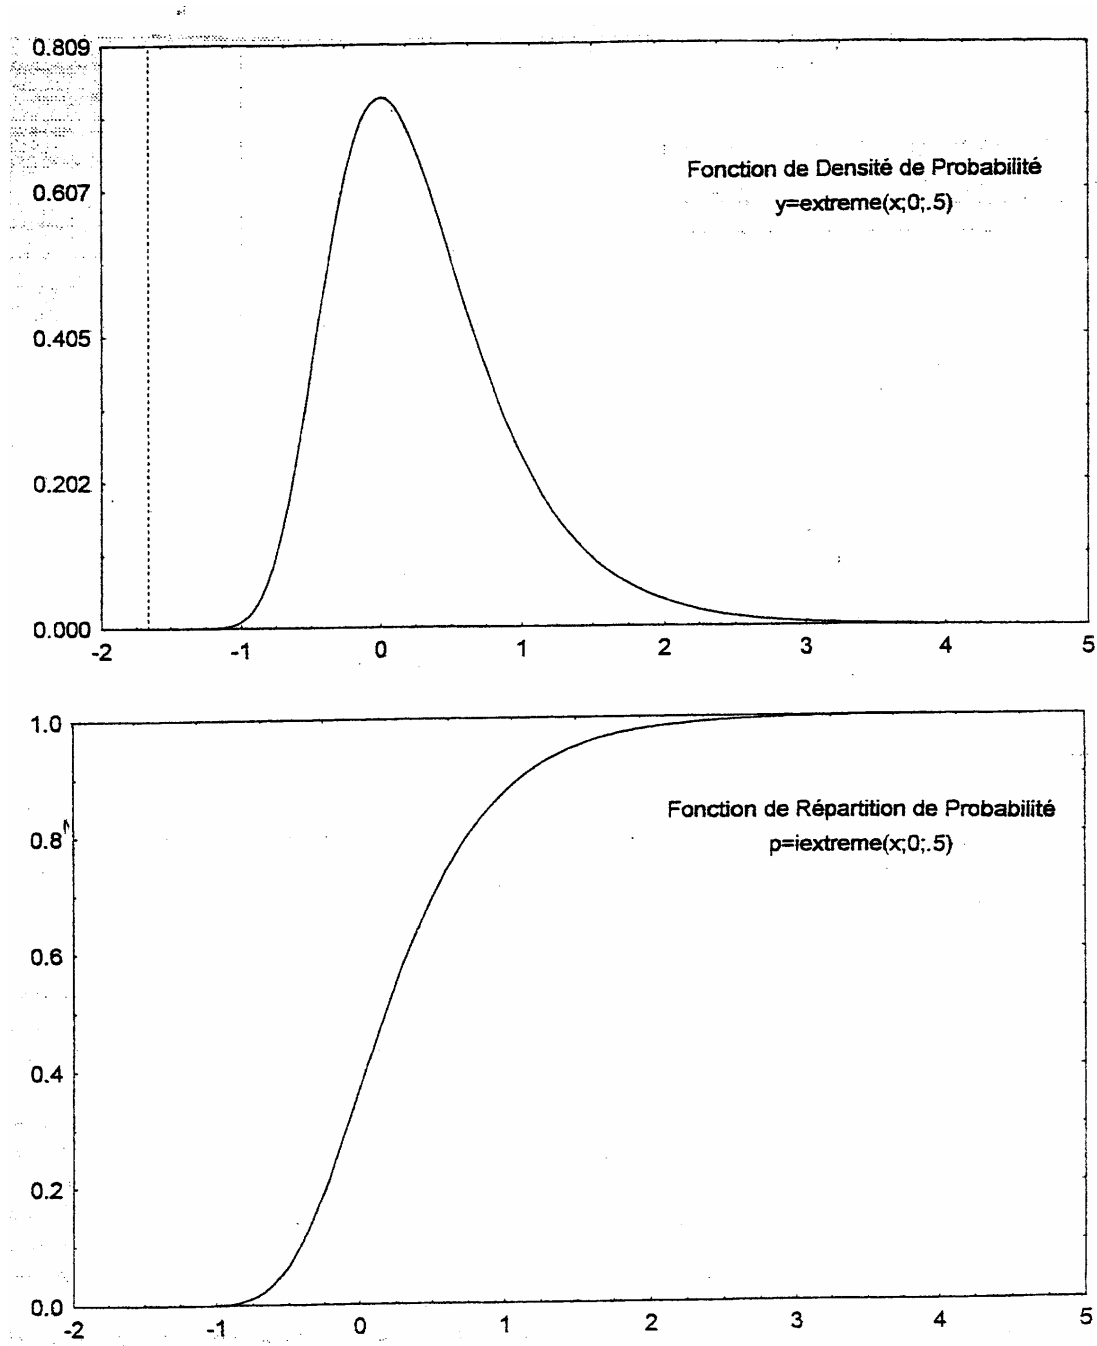 0.809
0.607
0.405
0.202
0.000
-2 -1 0 1 2 3 4 5
Fonction de Densité de Probabilité
y=extreme(x;0;.5)
1.0
0.8
0.6
0.4
0.2
0.0
-2 -1 0 1 2 3 4 5
Fonction de Répartition de Probabilité
p=iextreme(x;0;.5)